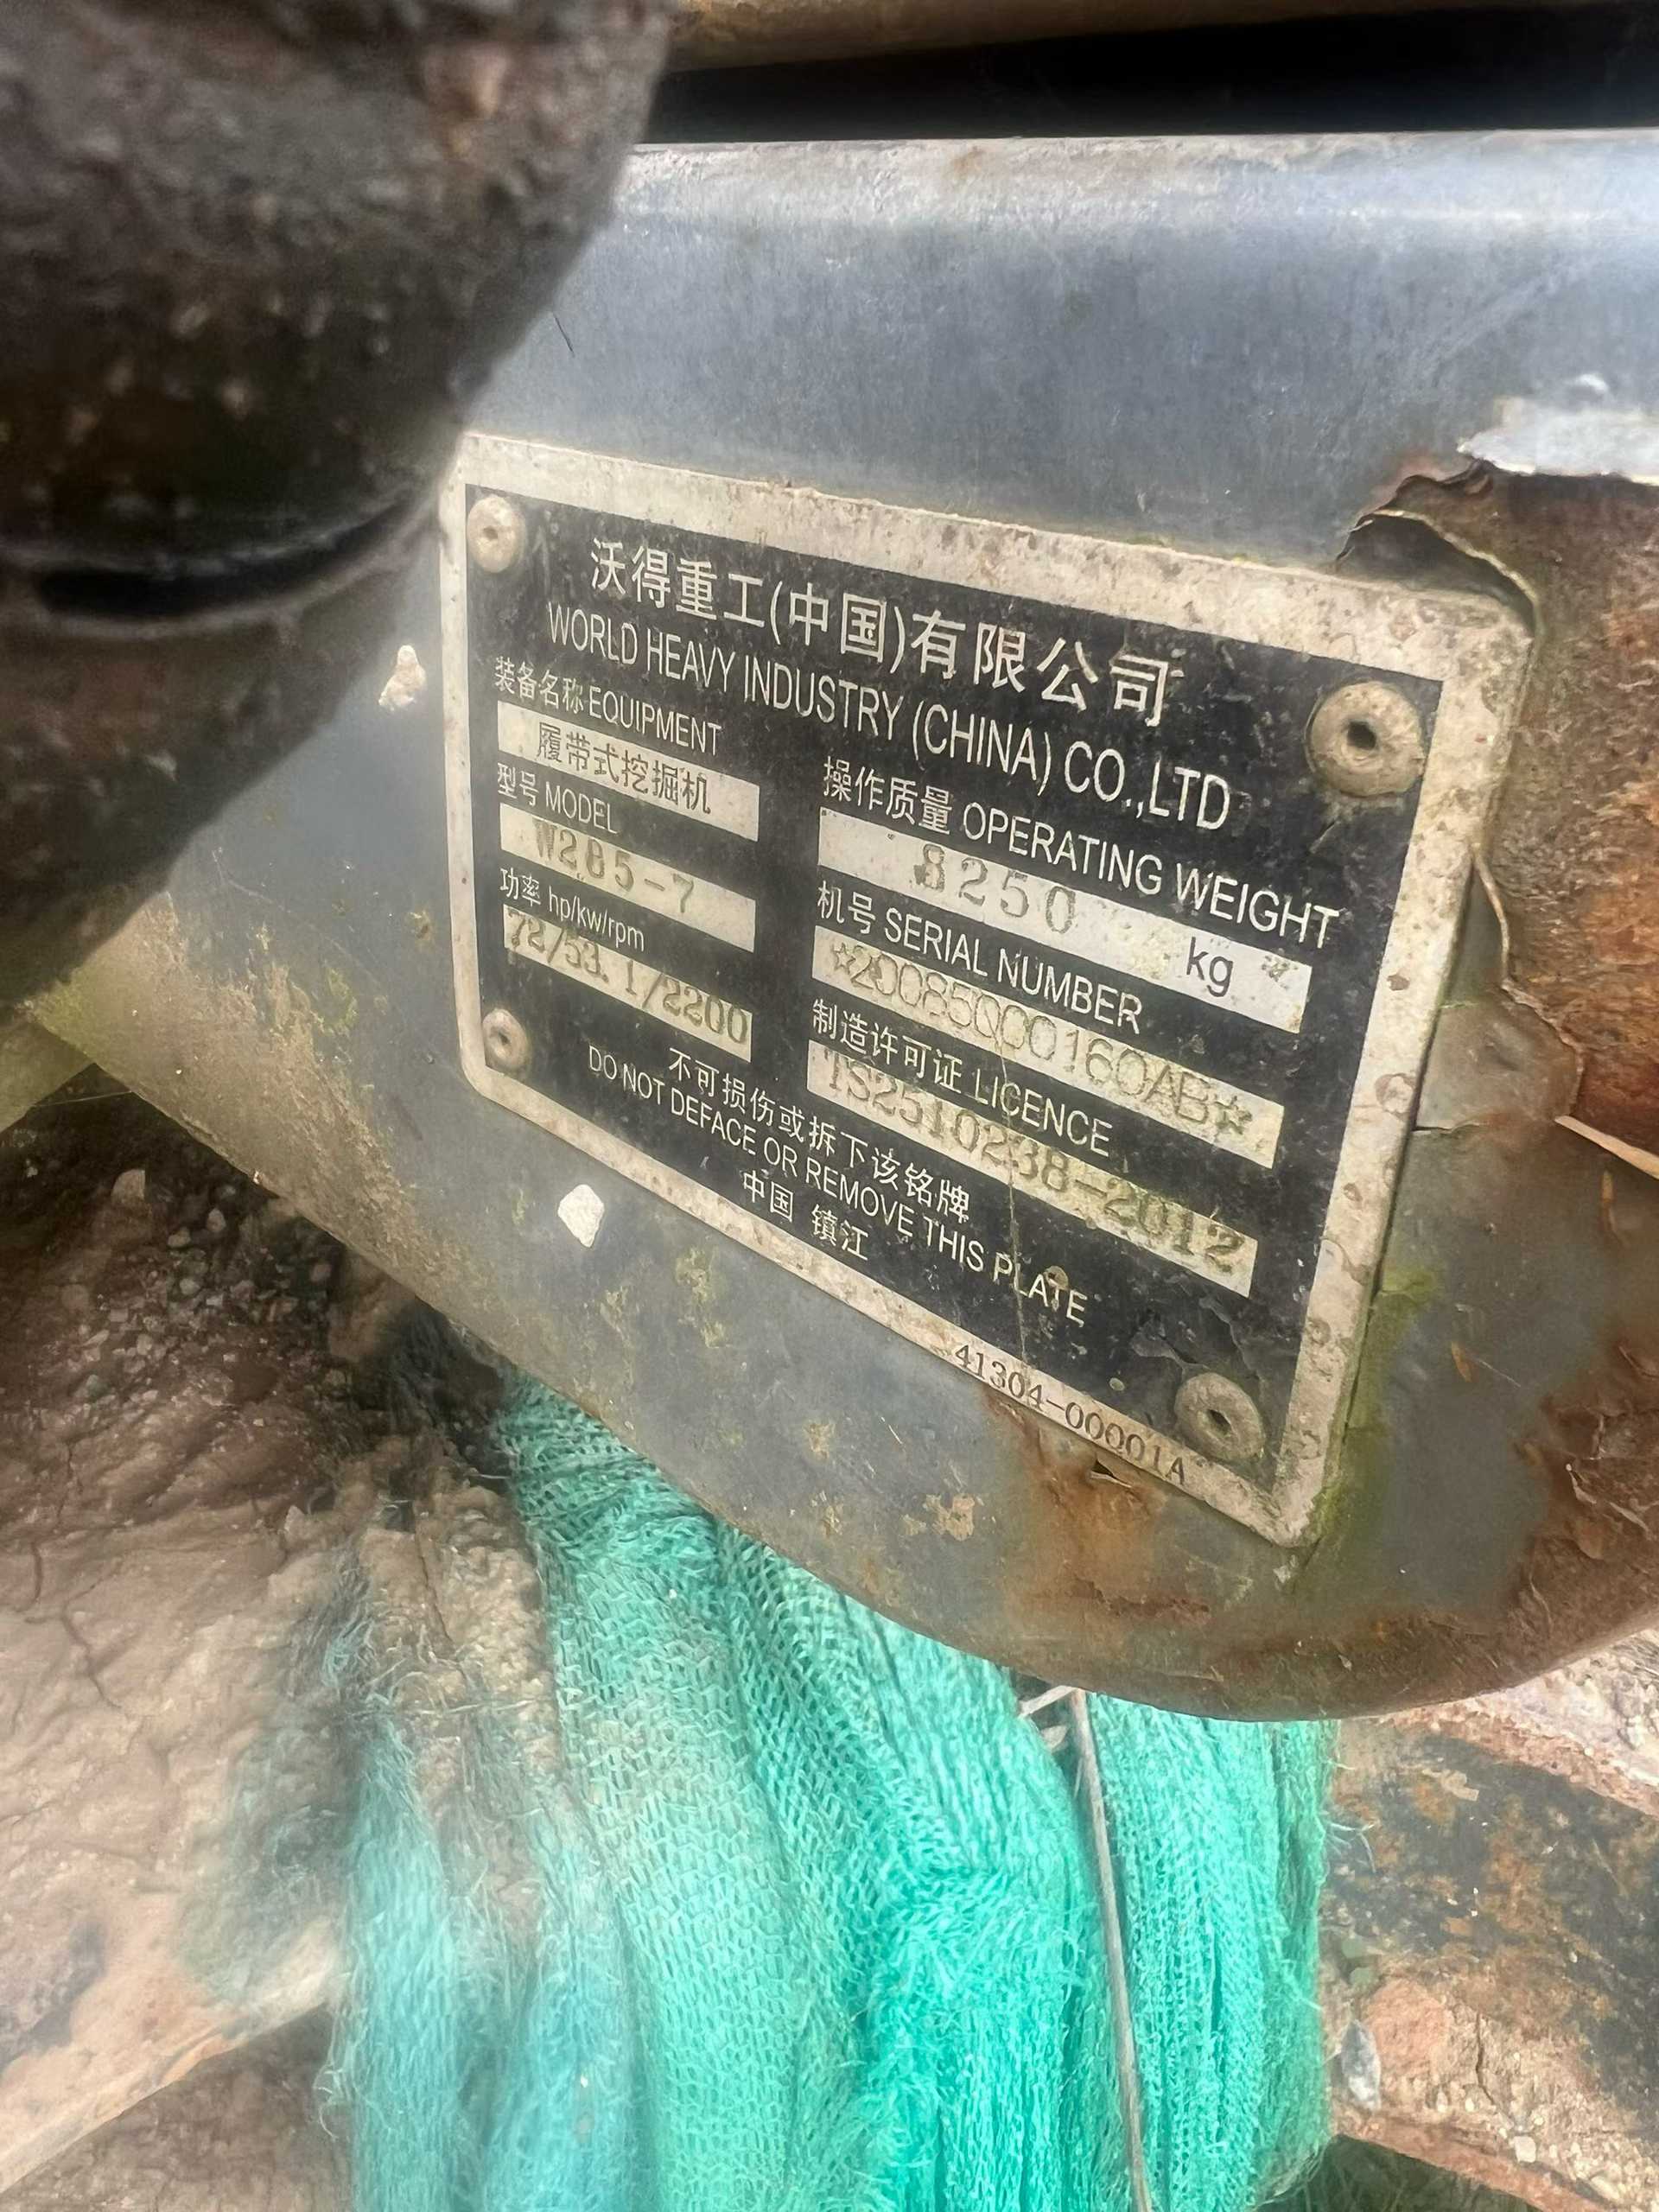 沃得重工(中国)有限公司
WORLD HEAVY INDUSTRY (CHINA) CO.,LTD
装备名称 EQUIPMENT
履带式挖掘机
型号 MODEL
W285-7
功率 hp/kw/rpm
72/53.1/2200
操作质量 OPERATING WEIGHT
8250 kg
机号 SERIAL NUMBER
制造许可证 LICENCE
TS2510238-2012
不可损伤或拆下该铭牌
DO NOT DEFACE OR REMOVE THIS PLATE
中国 镇江
41304-00001A